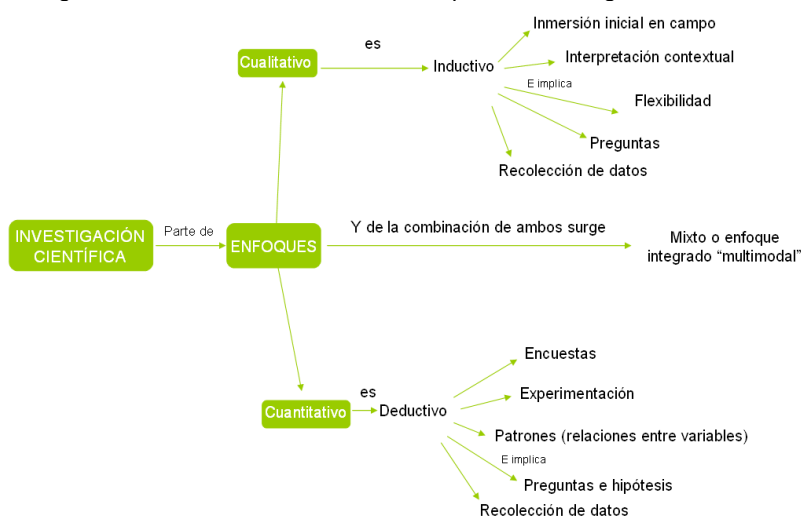 Inmersión inicial en campo
es
Cualitativo
Inductivo
Interpretación contextual
E implica
Flexibilidad
Preguntas
Recolección de datos
INVESTIGACIÓN
CIENTÍFICA
Parte de
ENFOQUES
Y de la combinación de ambos surge
Mixto o enfoque
integrado “multimodal”
Encuestas
es
Cuantitativo
Deductivo
Experimentación
Patrones (relaciones entre variables)
E implica
Preguntas e hipótesis
Recolección de datos